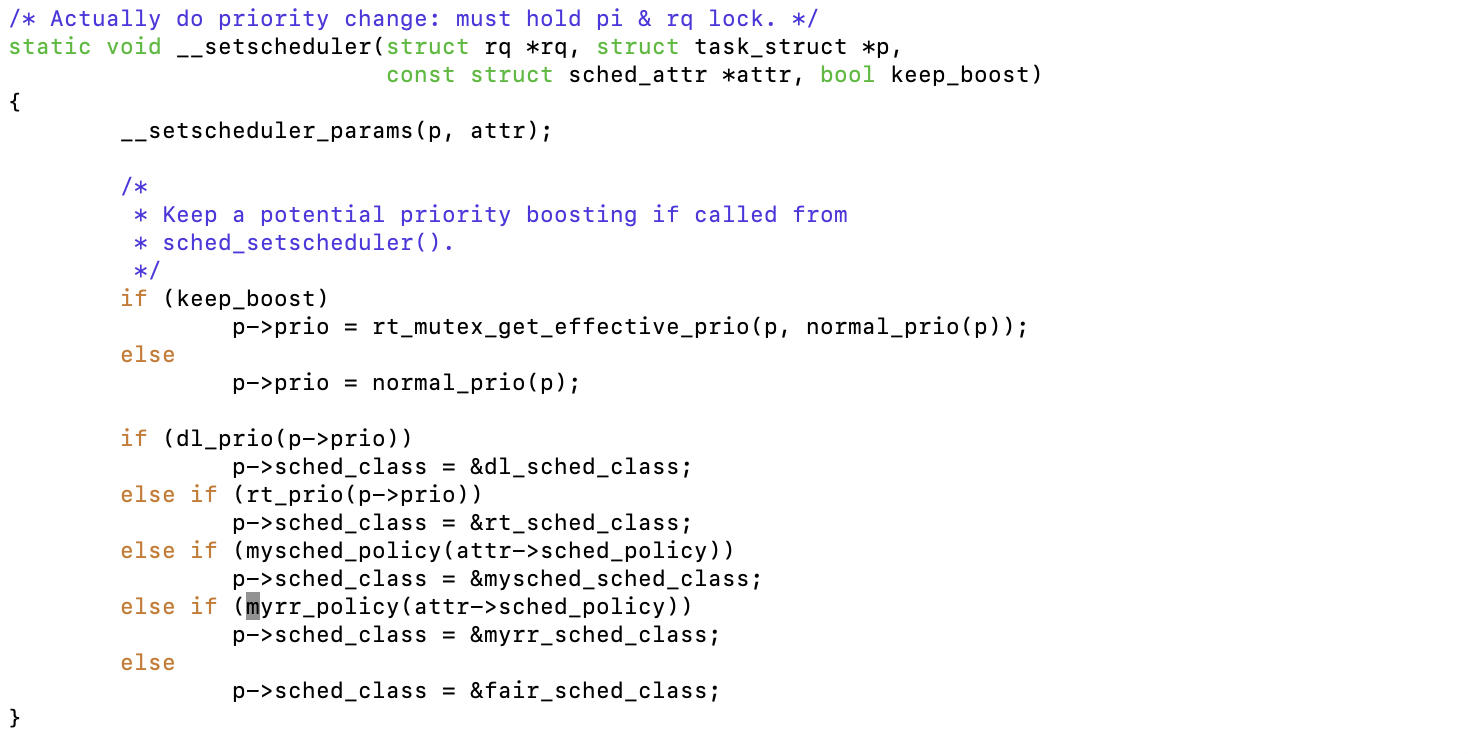 /* Actually do priority change: must hold pi & rq lock. */
static void __setscheduler(struct rq *rq, struct task_struct *p,
                           const struct sched_attr *attr, bool keep_boost)
{
        __setscheduler_params(p, attr);

        /*
         * Keep a potential priority boosting if called from
         * sched_setscheduler().
         */
        if (keep_boost)
                p->prio = rt_mutex_get_effective_prio(p, normal_prio(p));
        else
                p->prio = normal_prio(p);

        if (dl_prio(p->prio))
                p->sched_class = &dl_sched_class;
        else if (rt_prio(p->prio))
                p->sched_class = &rt_sched_class;
        else if (mysched_policy(attr->sched_policy))
                p->sched_class = &mysched_sched_class;
        else if (myrr_policy(attr->sched_policy))
                p->sched_class = &myrr_sched_class;
        else
                p->sched_class = &fair_sched_class;
}